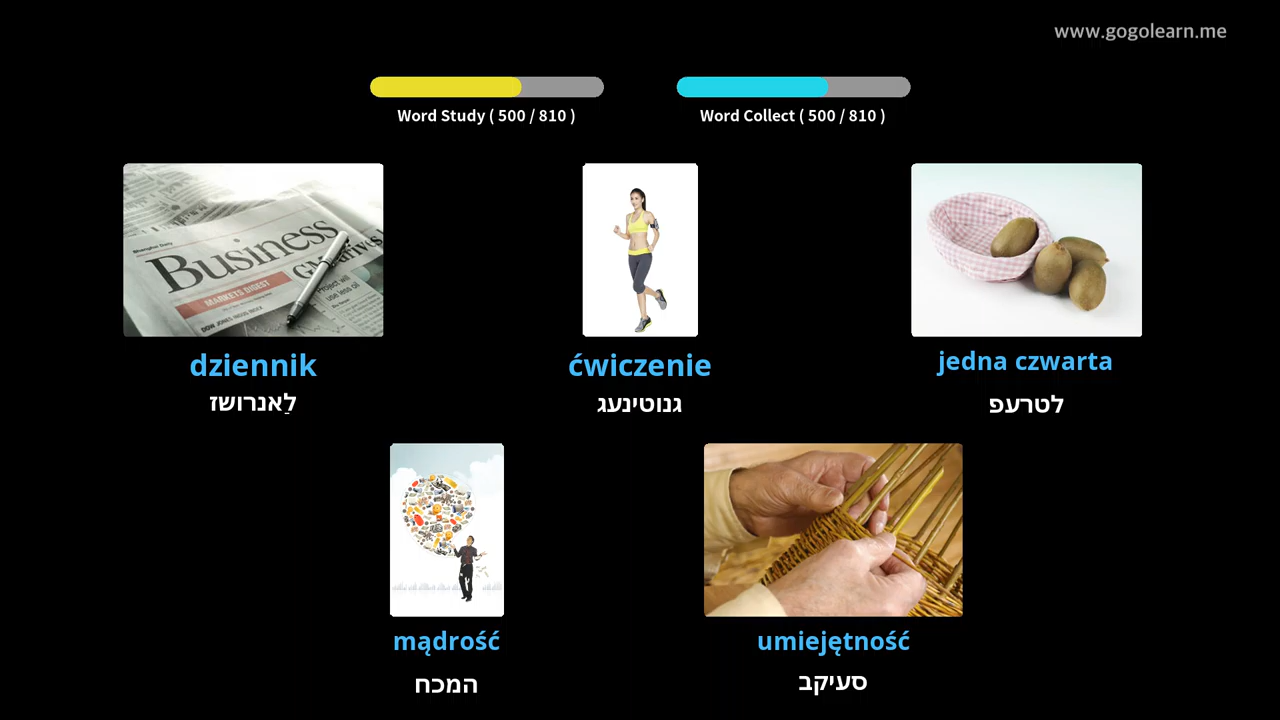 www.gogolearn.me
Word Study ( 500 / 810 )
Word Collect ( 500 / 810 )
dziennik
ćwiczenie
jedna czwarta
לַאנרושז
גנוטינעג
לטרעפ
mądrość
umiejętność
המכח
סעיקב